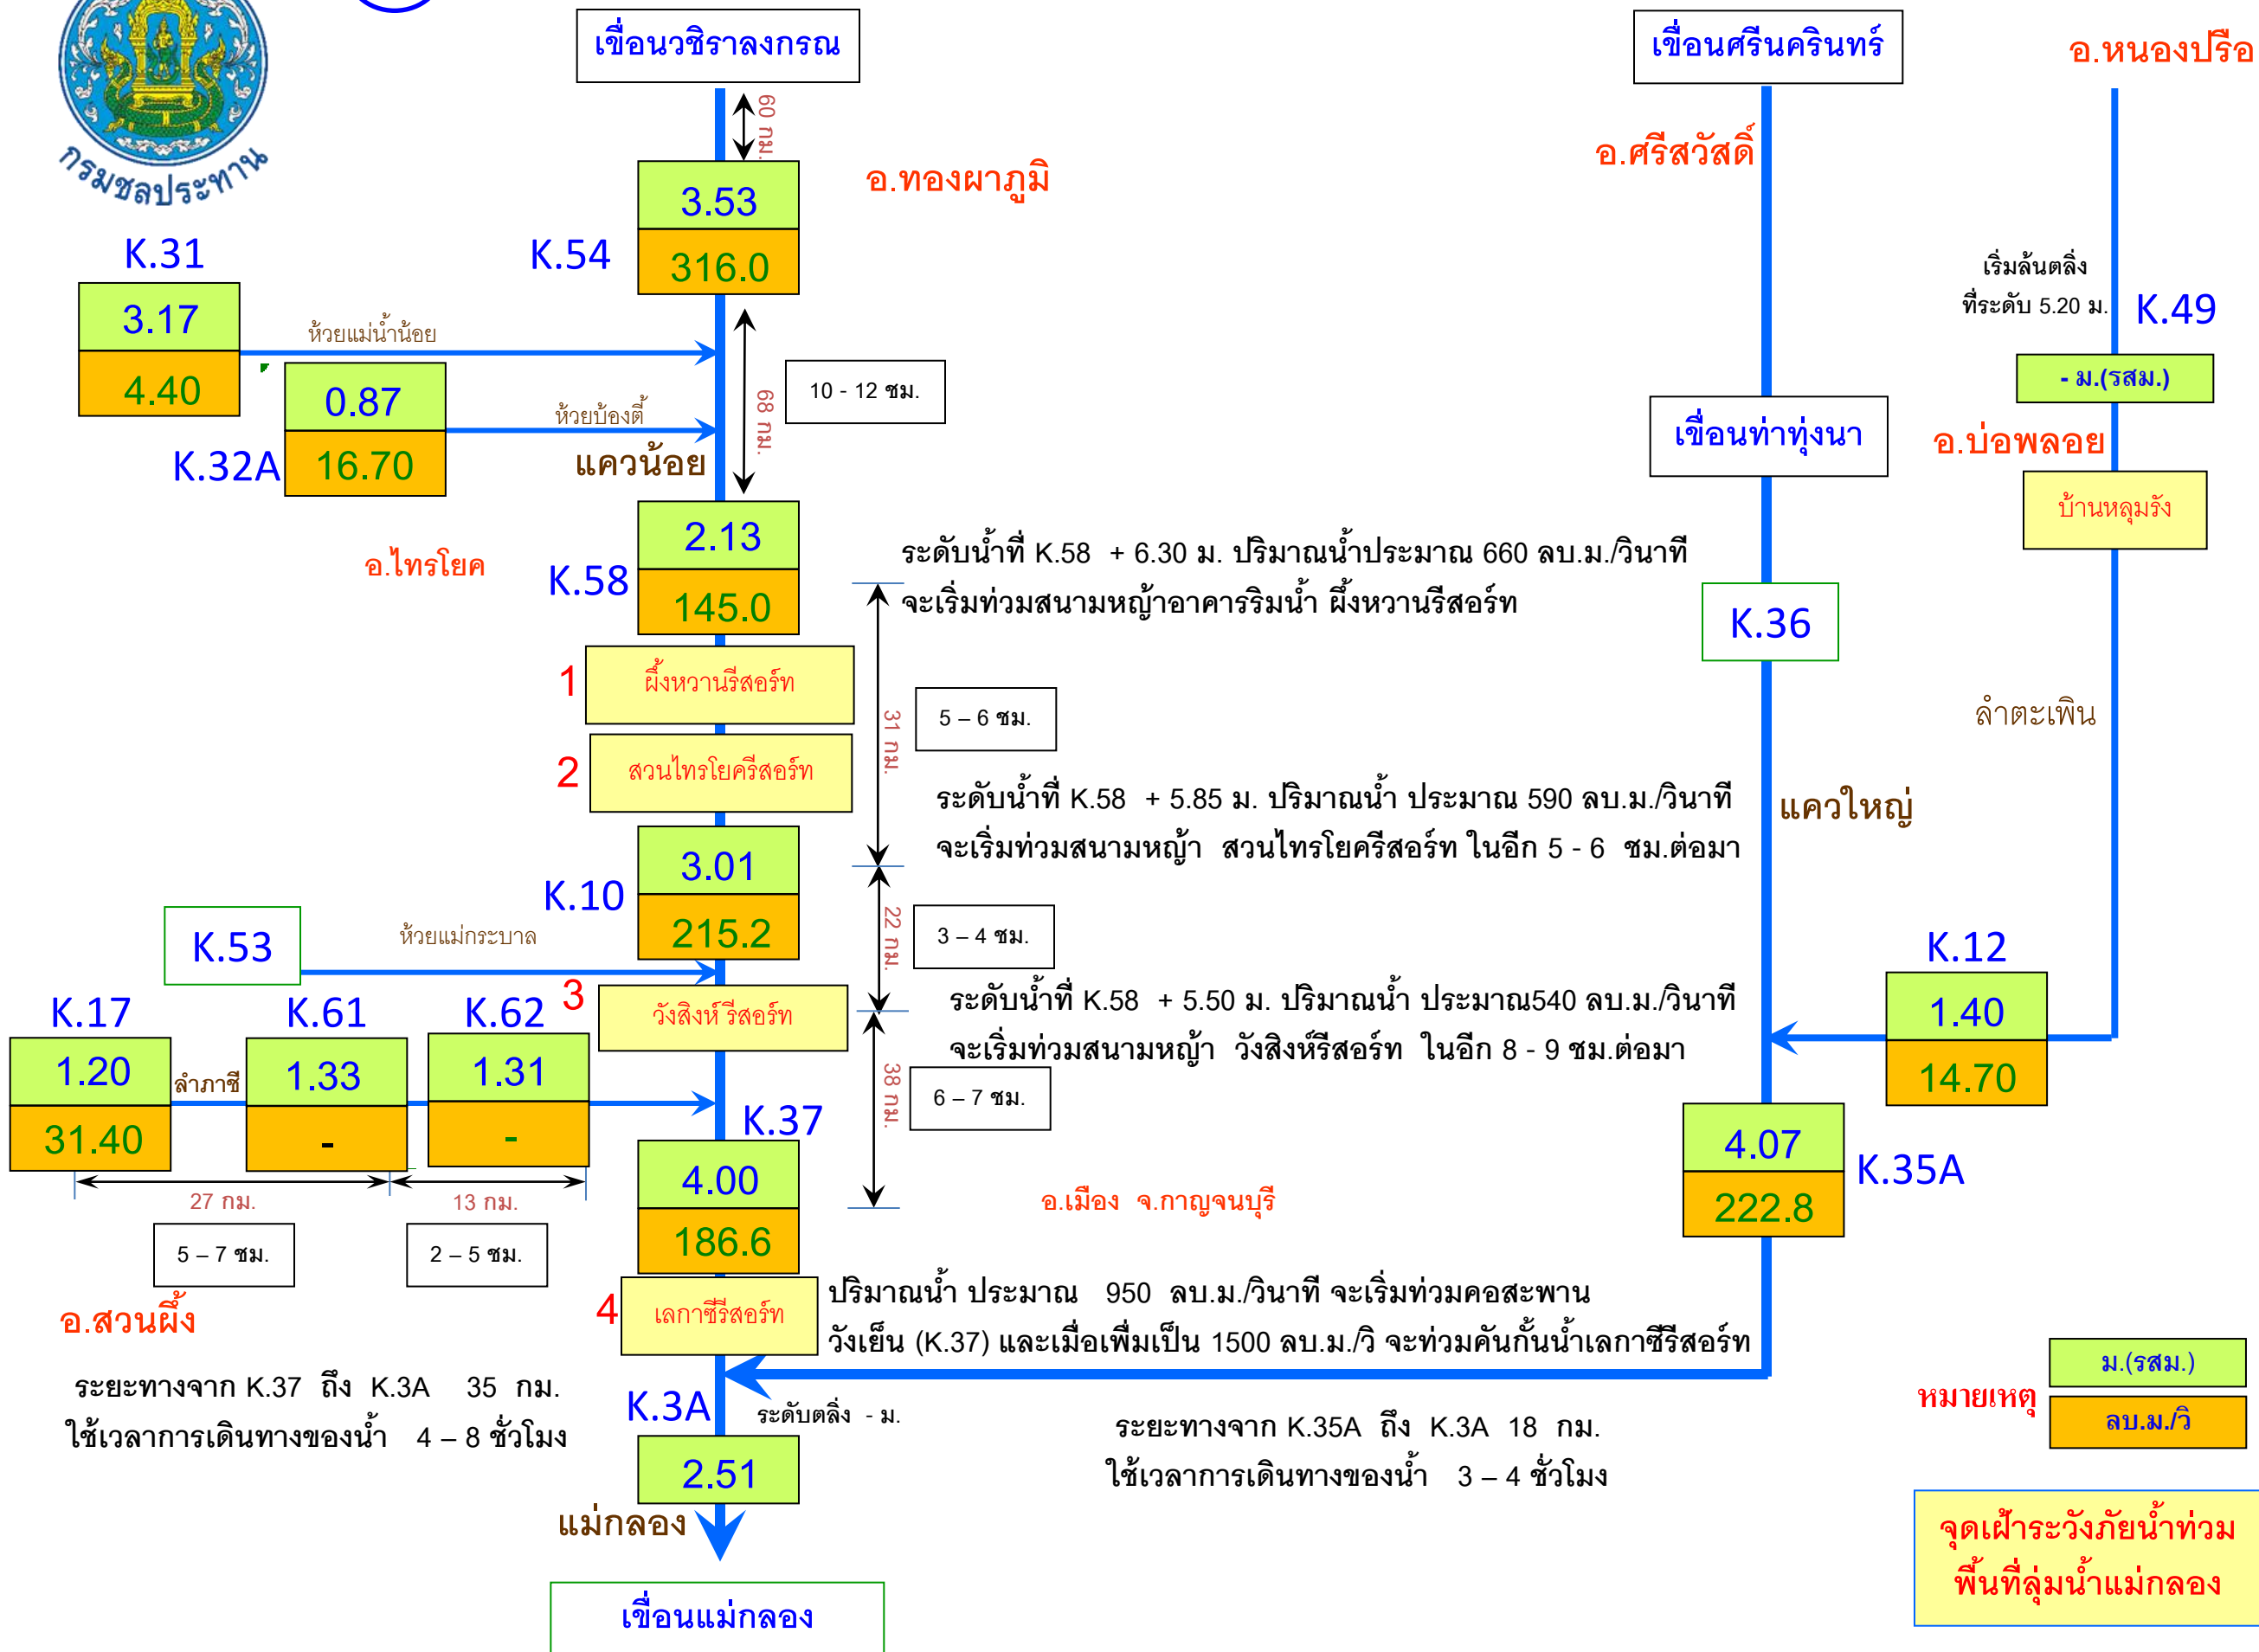 กรมชลประทาน
เขื่อนวชิราลงกรณ
เขื่อนศรีนครินทร์
อ.หนองปรือ
60 กม.
อ.ศรีสวัสดิ์
3.53
อ.ทองผาภูมิ
K.54
316.0
K.31
3.17
4.40
ห้วยแม่น้ำน้อย
เริ่มล้นตลิ่ง
ที่ระดับ 5.20 ม.
K.49
- ม.(รสม.)
0.87
16.70
K.32A
ห้วยบ้องตี้
แควน้อย
68 กม.
10 - 12 ชม.
เขื่อนท่าทุ่งนา
อ.บ่อพลอย
บ้านหลุมรัง
อ.ไทรโยค
2.13
K.58
145.0
ระดับน้ำที่ K.58 + 6.30 ม. ปริมาณน้ำประมาณ 660 ลบ.ม./วินาที
จะเริ่มท่วมสนามหญ้าอาคารริมน้ำ ผึ้งหวานรีสอร์ท
K.36
1
ผึ้งหวานรีสอร์ท
31 กม.
5 – 6 ชม.
ลำตะเพิน
2
สวนไทรโยครีสอร์ท
ระดับน้ำที่ K.58 + 5.85 ม. ปริมาณน้ำ ประมาณ 590 ลบ.ม./วินาที
จะเริ่มท่วมสนามหญ้า สวนไทรโยครีสอร์ท ในอีก 5 - 6 ชม.ต่อมา
แควใหญ่
3.01
K.10
215.2
K.53
ห้วยแม่กระบาล
22 กม.
3 – 4 ชม.
K.12
1.40
14.70
3
วังสิงห์รีสอร์ท
ระดับน้ำที่ K.58 + 5.50 ม. ปริมาณน้ำ ประมาณ540 ลบ.ม./วินาที
จะเริ่มท่วมสนามหญ้า วังสิงห์รีสอร์ท ในอีก 8 - 9 ชม.ต่อมา
K.17
K.61
K.62
1.20
ลำภาชี
1.33
1.31
31.40
-
-
38 กม.
6 – 7 ชม.
K.37
4.00
186.6
4.07
K.35A
222.8
27 กม.
13 กม.
5 – 7 ชม.
2 – 5 ชม.
อ.เมือง จ.กาญจนบุรี
อ.สวนผึ้ง
4
เลกาซีรีสอร์ท
ปริมาณน้ำ ประมาณ 950 ลบ.ม./วินาที จะเริ่มท่วมคอสะพาน
วังเย็น (K.37) และเมื่อเพิ่มเป็น 1500 ลบ.ม./วิ จะท่วมคันกั้นน้ำเลกาซีรีสอร์ท
ระยะทางจาก K.37 ถึง K.3A 35 กม.
ใช้เวลาการเดินทางของน้ำ 4 – 8 ชั่วโมง
K.3A
ระดับตลิ่ง - ม.
2.51
ระยะทางจาก K.35A ถึง K.3A 18 กม.
ใช้เวลาการเดินทางของน้ำ 3 – 4 ชั่วโมง
หมายเหตุ
ม.(รสม.)
ลบ.ม./วิ
แม่กลอง
เขื่อนแม่กลอง
จุดเฝ้าระวังภัยน้ำท่วม
พื้นที่ลุ่มน้ำแม่กลอง